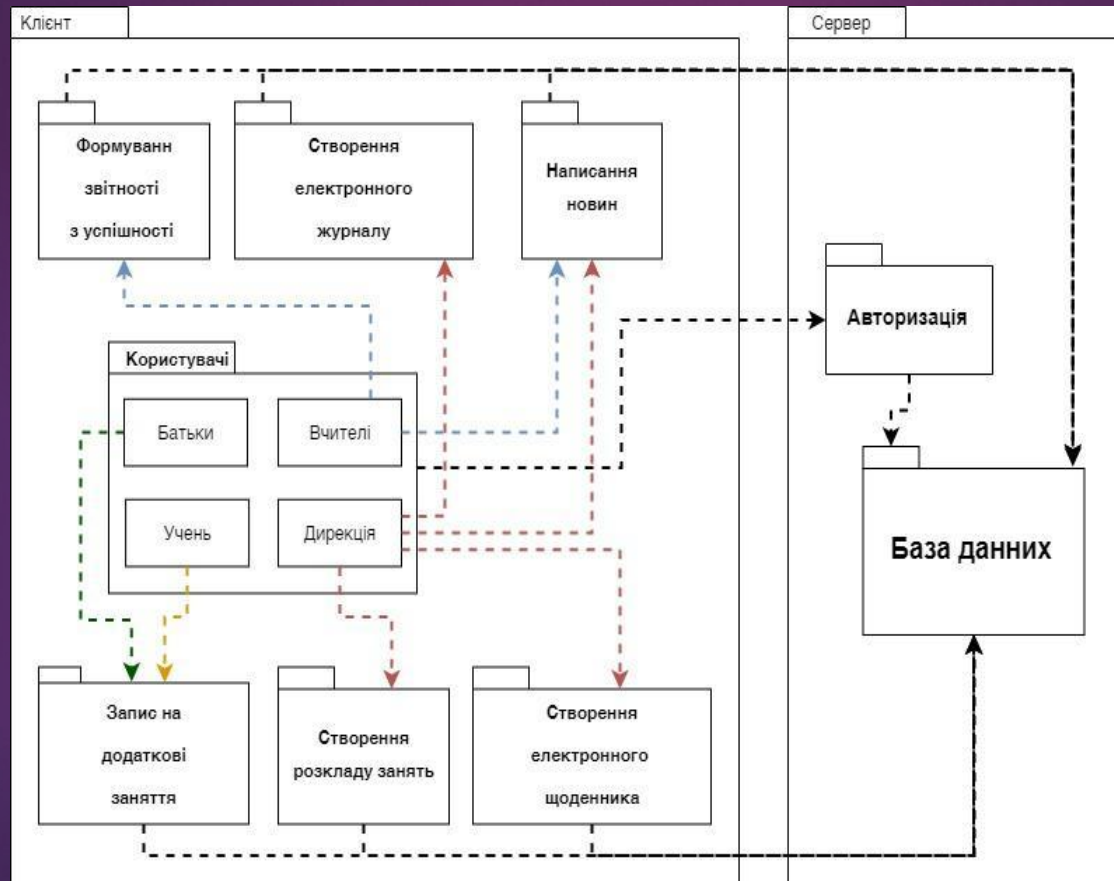 Клієнт
Сервер
Формуванн
звітності
з успішності
Створення
електронного
журналу
Написання
новин
Авторизація
Користувачі
Батьки
Вчителі
Учень
Дирекція
База данних
Запис на
додаткові
заняття
Створення
розкладу занять
Створення
електронного
щоденника